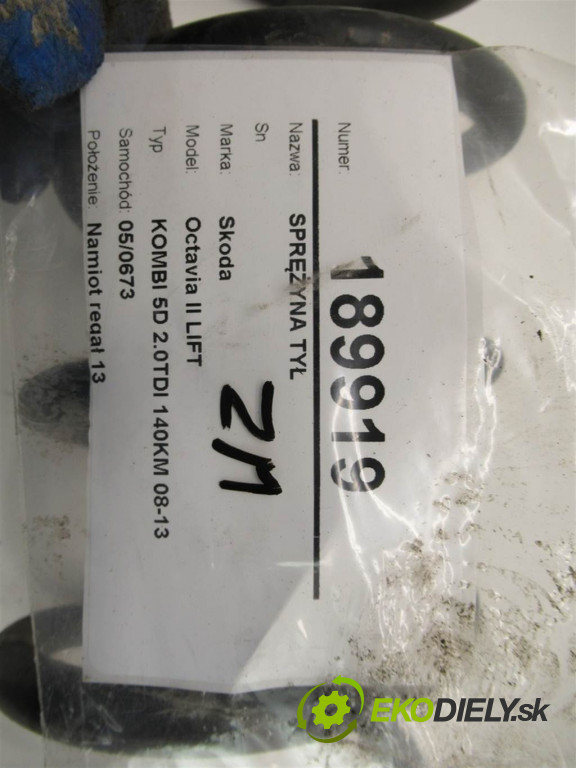 Numer: 189919
Nazwa: SPRĘŻYNA TYŁ
Sn
Marka: Skoda
Model: Octavia II LIFT
Typ KOMBI 5D 2.0TDI 140KM 08-13
Samochód: 05/0673
Położenie: Namiot regał 13
ZM
EKODIELY.sk